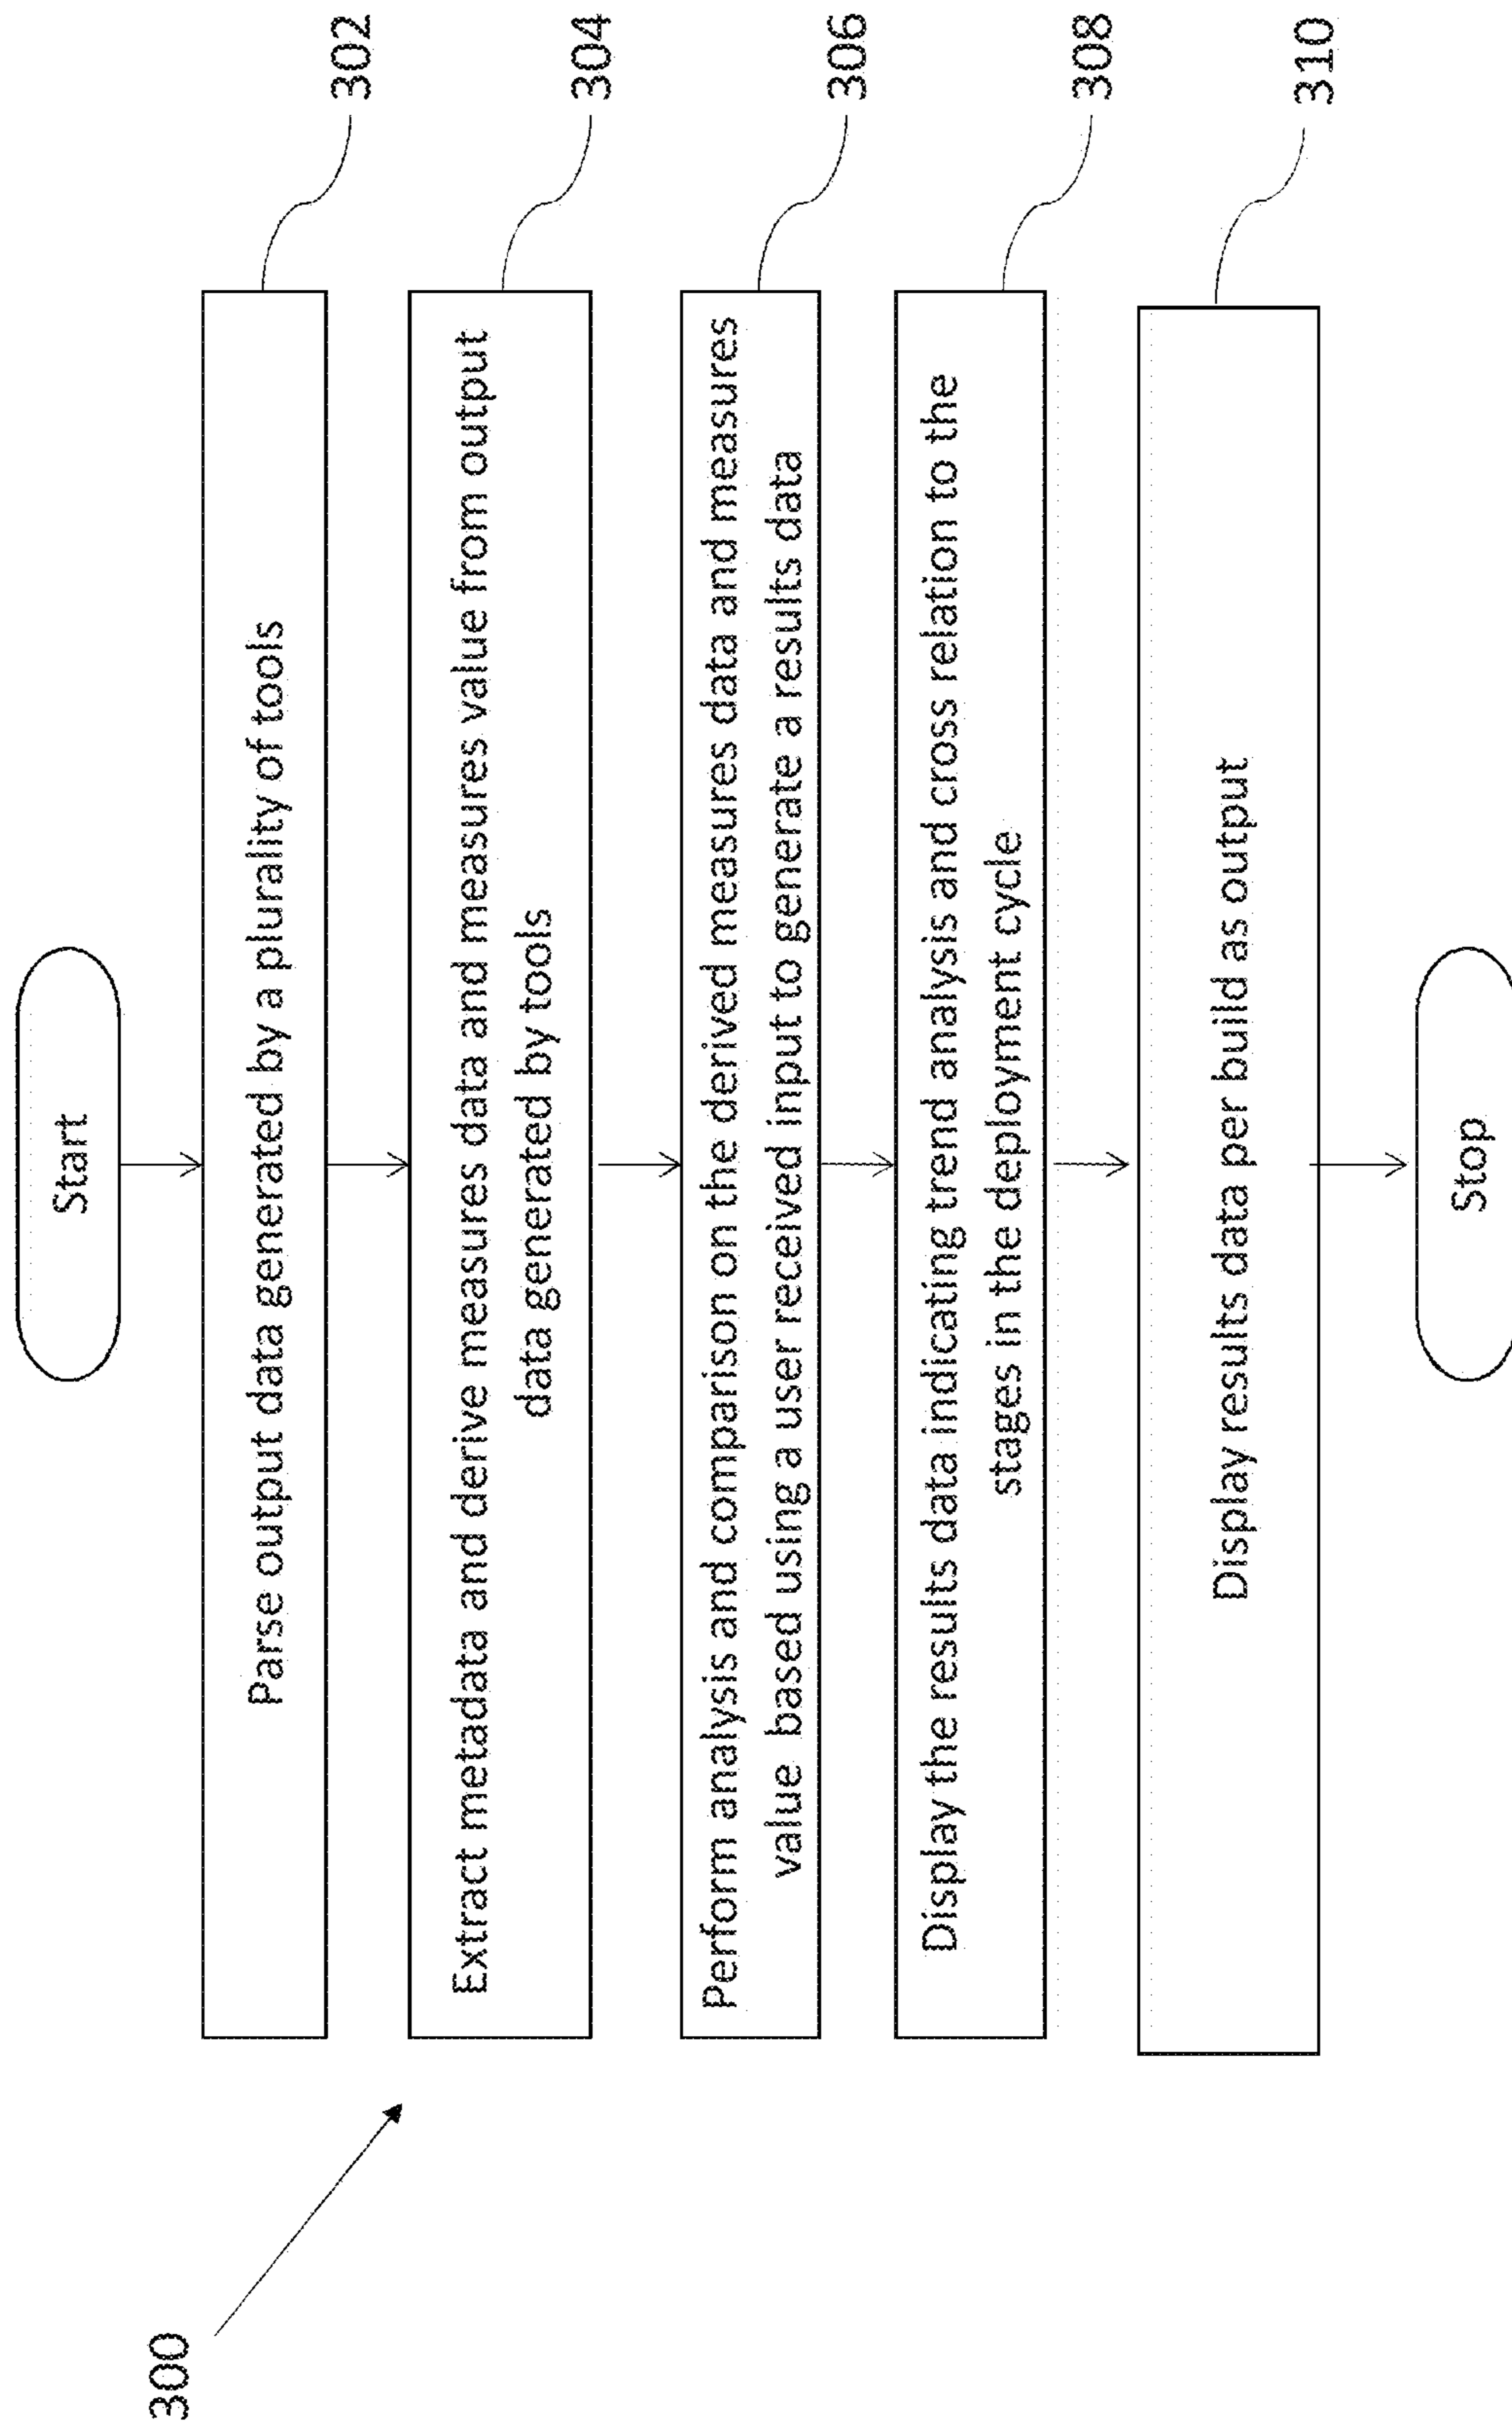 300
Start
Parse output data generated by a plurality of tools
302
Extract metadata and derive measures data and measures value from output
data generated by tools
304
Perform analysis and comparison on the derived measures data and measures
value based using a user received input to generate a results data
306
Display the results data indicating trend analysis and cross relation to the
stages in the deployment cycle
308
Display results data per build as output
310
Stop